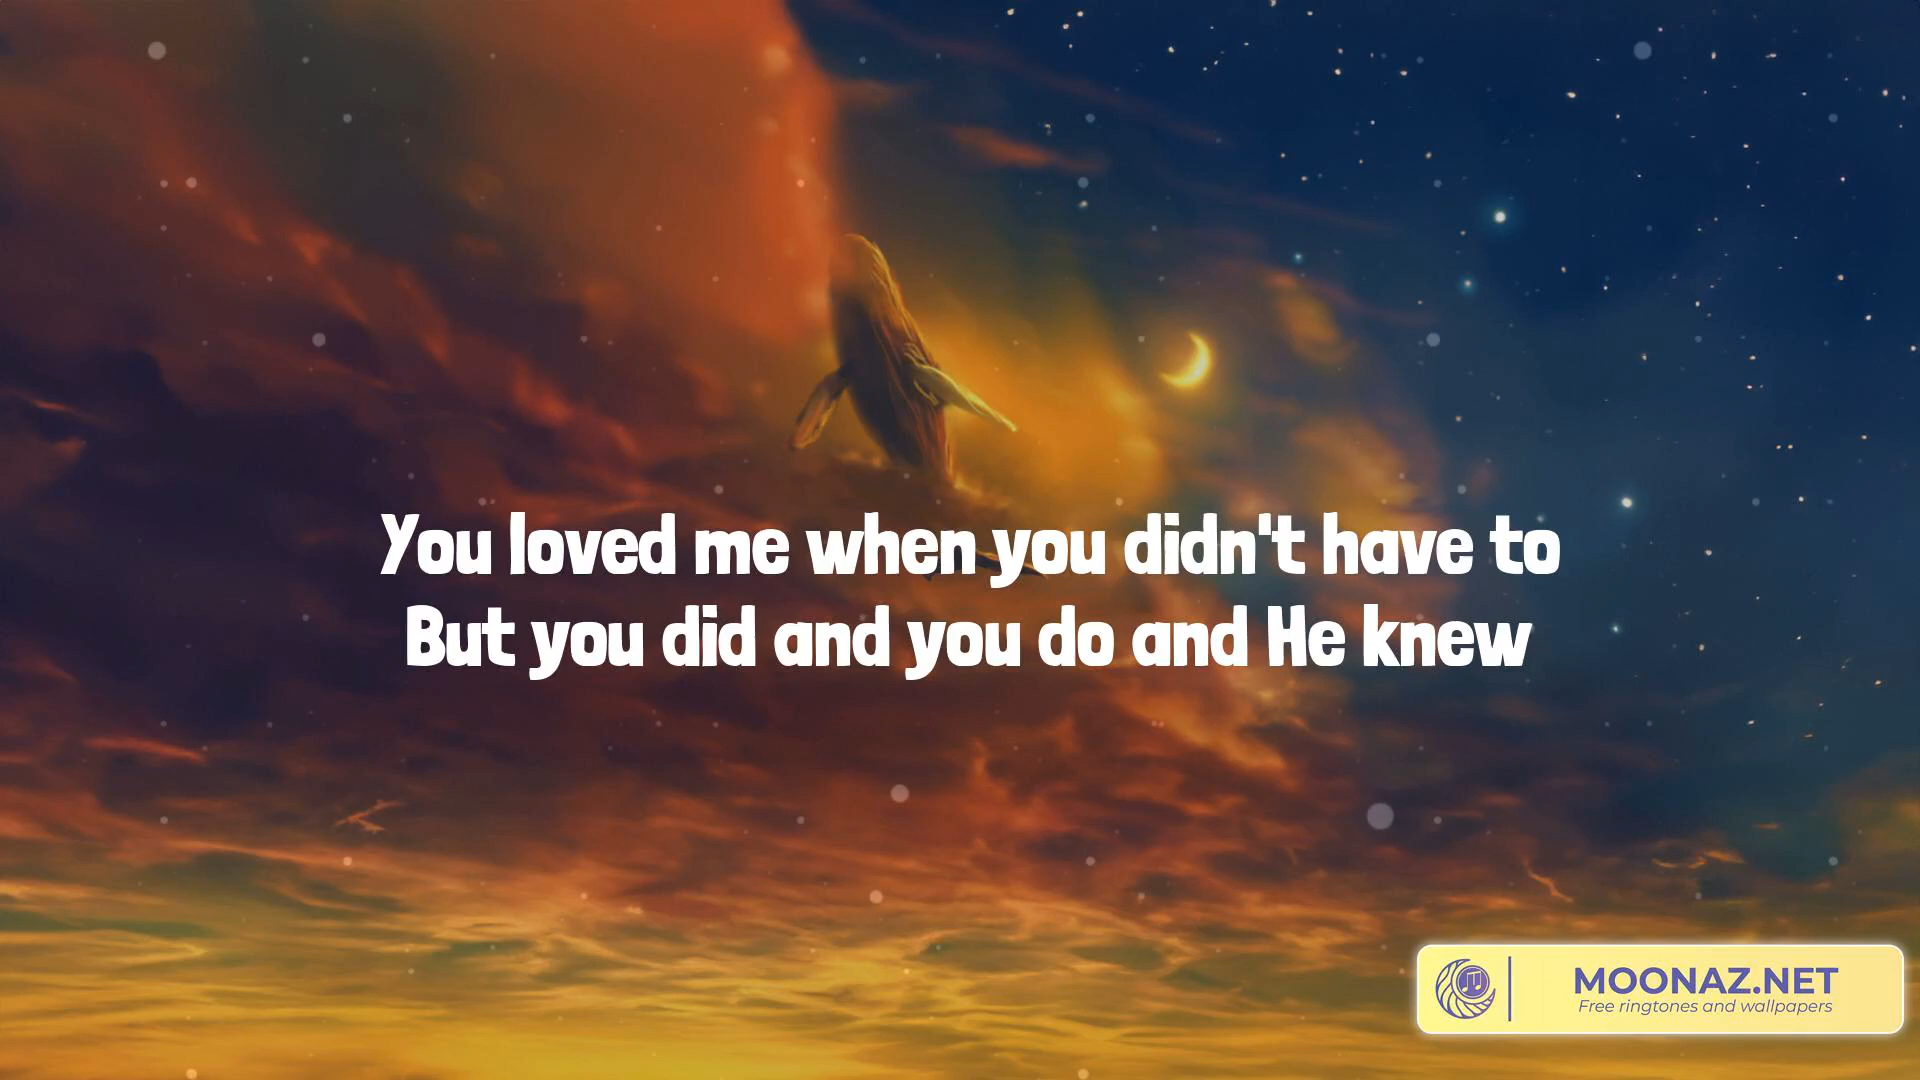 You loved me when you didn't have to
But you did and you do and He knew
MOONAZ.NET
Free ringtones and wallpapers